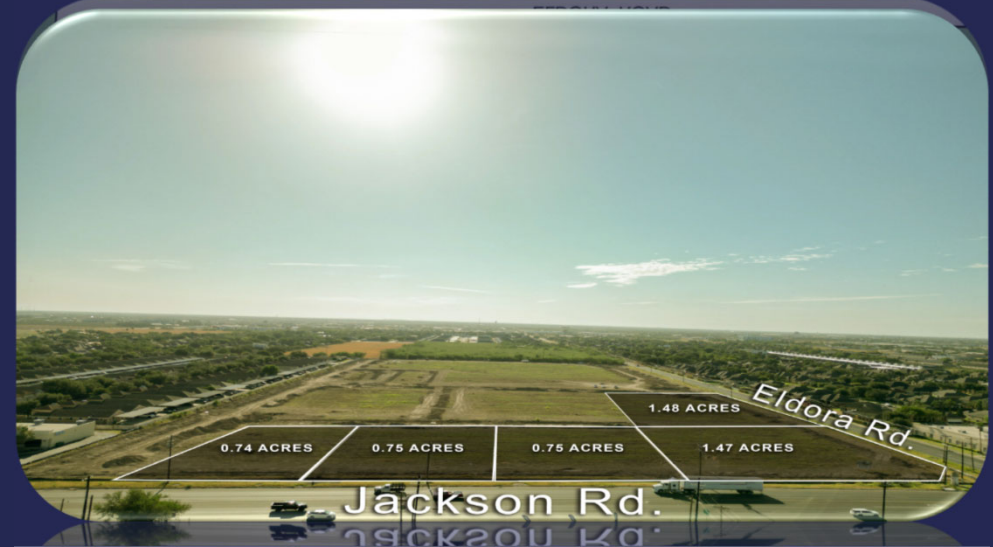 1.48 ACRES
Eldora Rd.
0.74 ACRES
0.75 ACRES
0.75 ACRES
1.47 ACRES
Jackson Rd.